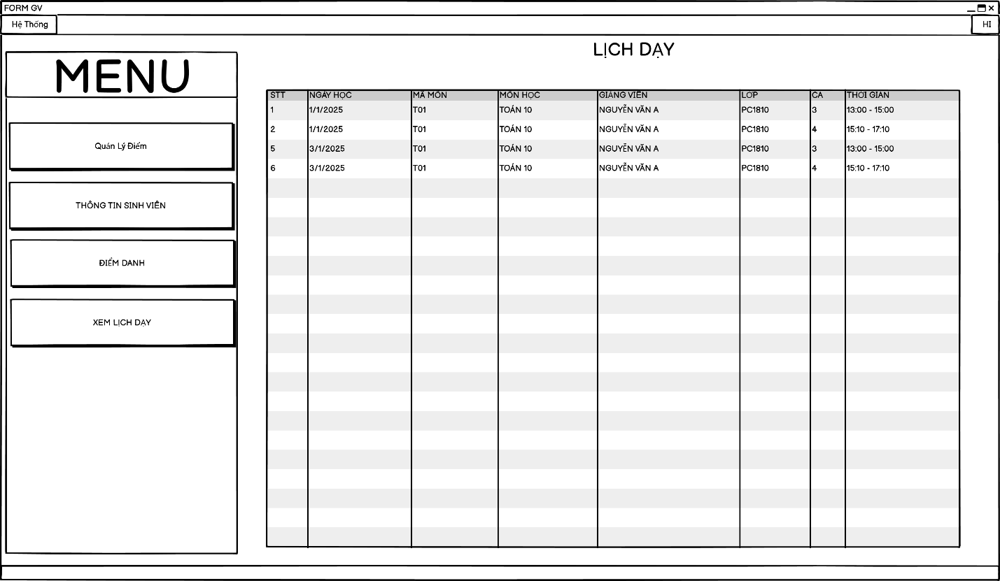 FORM GV
Hệ Thống
HI
MENU
Quản Lý Điểm
THÔNG TIN SINH VIÊN
ĐIỂM DANH
XEM LỊCH DẠY
LỊCH DẠY
STT NGÀY HỌC MÃ MÔN MÔN HỌC GIẢNG VIÊN LỚP CA THỜI GIAN
1 1/1/2025 T01 TOÁN 10 NGUYỄN VĂN A PC1810 3 13:00 - 15:00
2 1/1/2025 T01 TOÁN 10 NGUYỄN VĂN A PC1810 4 15:10 - 17:10
5 3/1/2025 T01 TOÁN 10 NGUYỄN VĂN A PC1810 3 13:00 - 15:00
6 3/1/2025 T01 TOÁN 10 NGUYỄN VĂN A PC1810 4 15:10 - 17:10